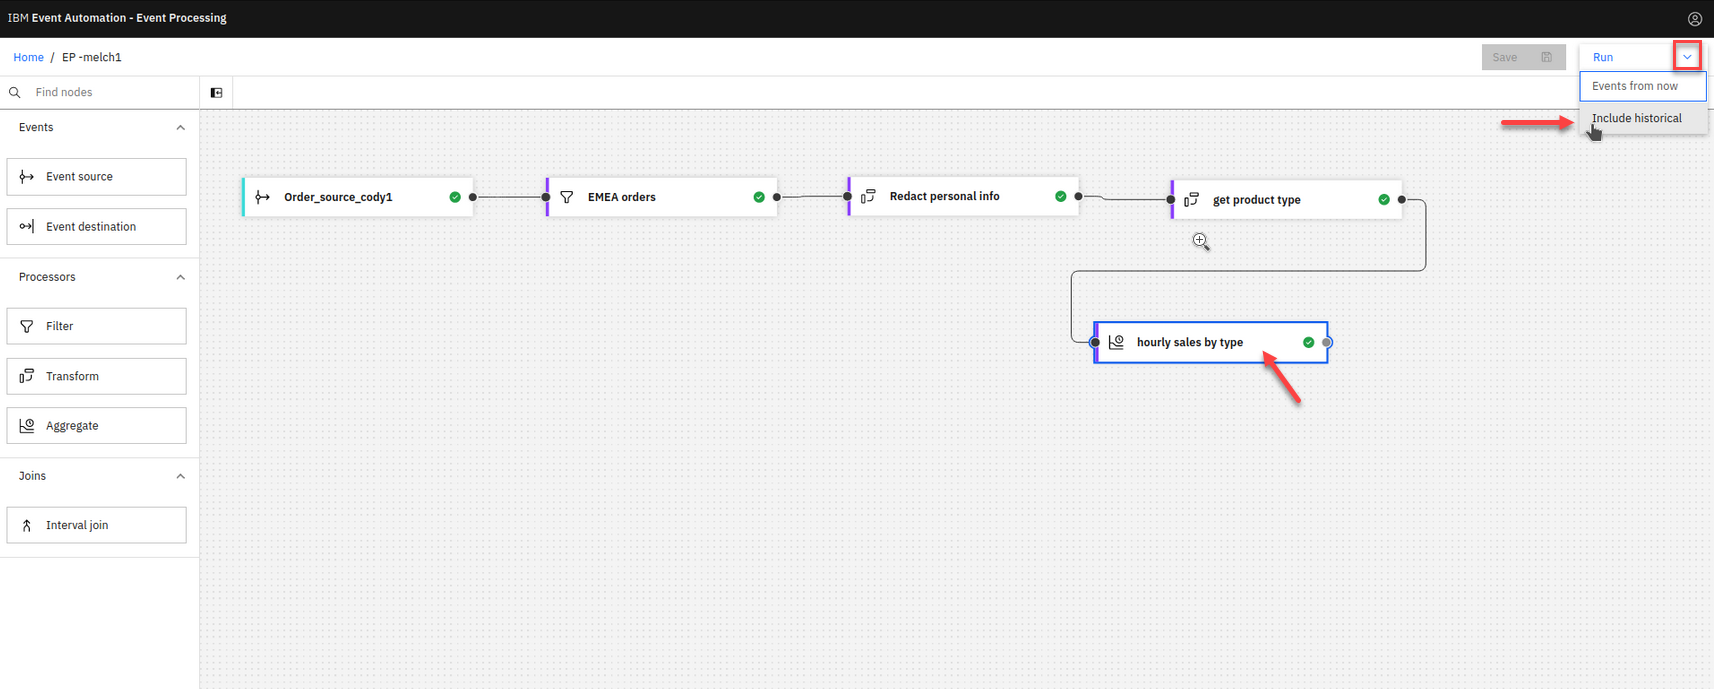 IBM Event Automation - Event Processing
Home / EP -melch1
Save
Run
Find nodes
Events from now
Include historical
Events
Event source
Event destination
Processors
Filter
Transform
Aggregate
Joins
Interval join
Order_source_cody1
EMEA orders
Redact personal info
get product type
hourly sales by type